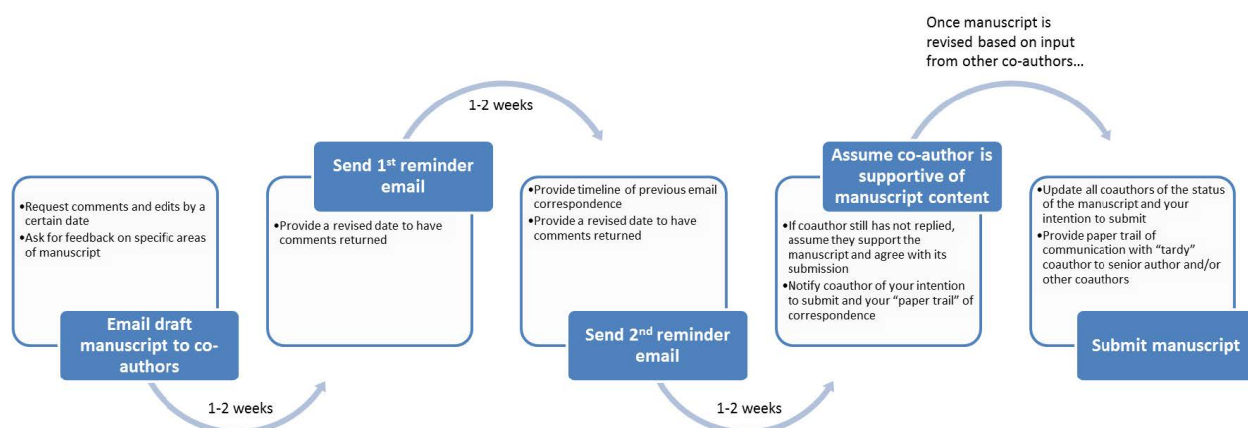 •Request comments and edits by a
certain date
•Ask for feedback on specific areas
of manuscript
Email draft
manuscript to co-
authors
1-2 weeks
Send 1st reminder
email
•Provide a revised date to have
comments returned
1-2 weeks
•Provide timeline of previous email
correspondence
•Provide a revised date to have
comments returned
Send 2nd reminder
email
1-2 weeks
Assume co-author is
supportive of
manuscript content
•If coauthor still has not replied,
assume they support the
manuscript and agree with its
submission
•Notify coauthor of your intention
to submit and your “paper trail” of
correspondence
Once manuscript is
revised based on input
from other co-authors...
•Update all coauthors of the status
of the manuscript and your
intention to submit
•Provide paper trail of
communication with “tardy”
coauthor to senior author and/or
other coauthors
Submit manuscript